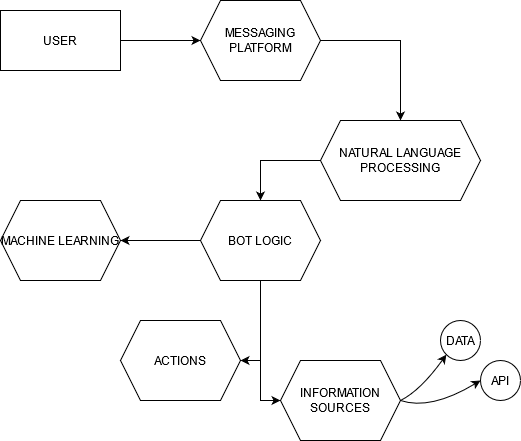 USER
MESSAGING
PLATFORM
NATURAL LANGUAGE
PROCESSING
MACHINE LEARNING
BOT LOGIC
ACTIONS
INFORMATION
SOURCES
DATA
API